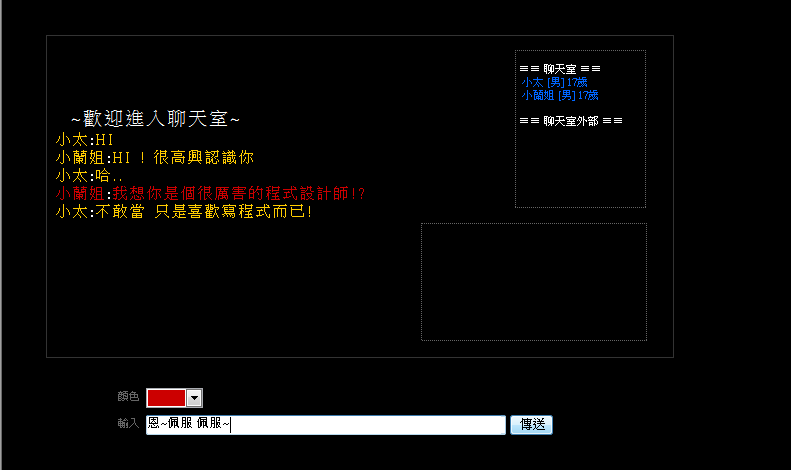 == 聊天室 ==
小太 [男] 17歲
小蘭姐 [男] 17歲
== 聊天室外部 ==
~歡迎進入聊天室~
小太:HI
小蘭姐:HI ! 很高興認識你
小太:哈..
小蘭姐:我想你是個很厲害的程式設計師!?
小太:不敢當 只是喜歡寫程式而已!
顏色
輸入 恩~佩服 佩服~ 傳送